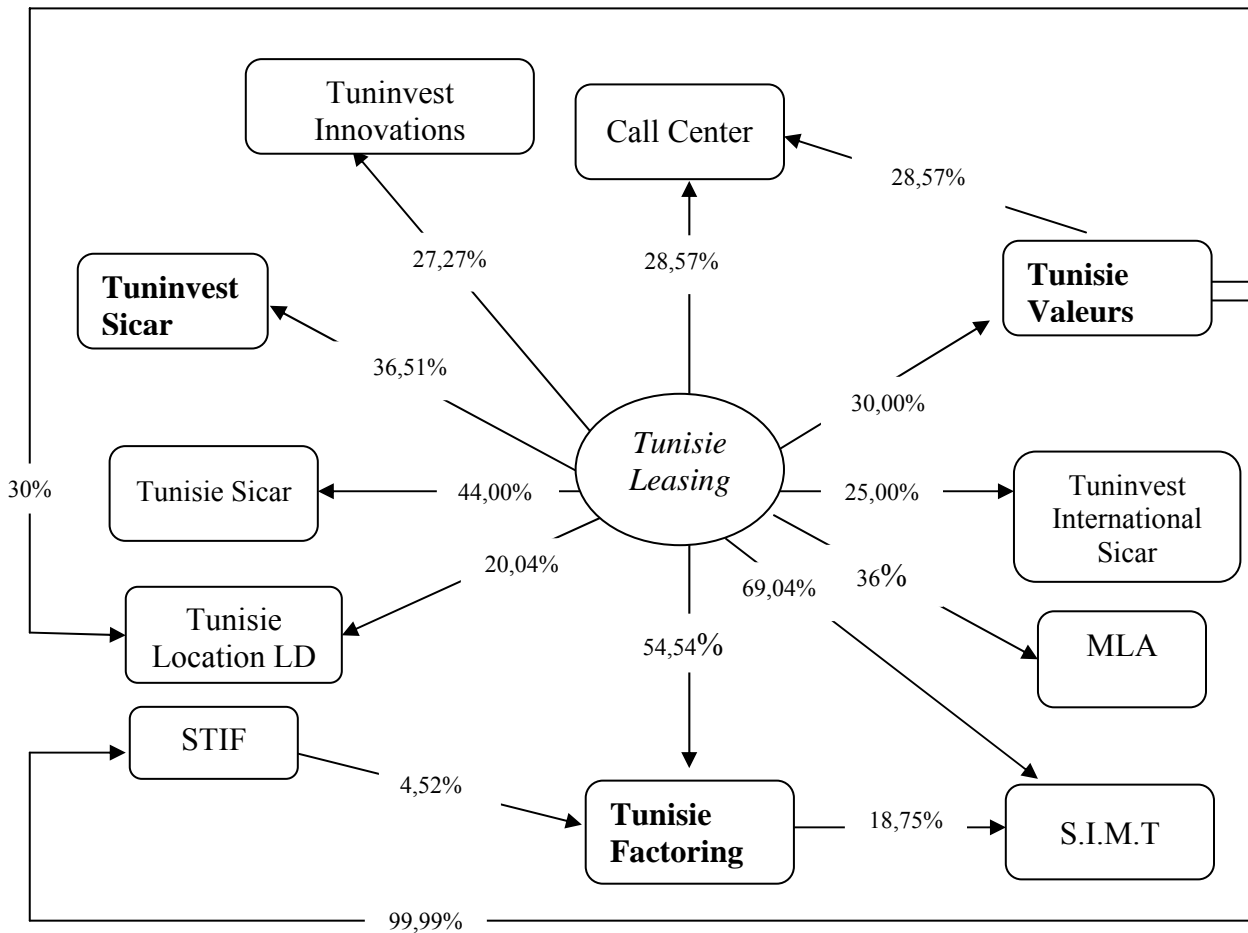 Tuninvest
Innovations
Call Center
28,57%
27,27%
28,57%
Tuninvest
Sicar
Tunisie
Valeurs
36,51%
30,00%
Tunisie
Leasing
30%
Tunisie Sicar
44,00%
25,00%
Tuninvest
International
Sicar
20,04%
69,04%
36%
Tunisie
Location LD
54,54%
MLA
STIF
4,52%
Tunisie
Factoring
18,75%
S.I.M.T
99,99%